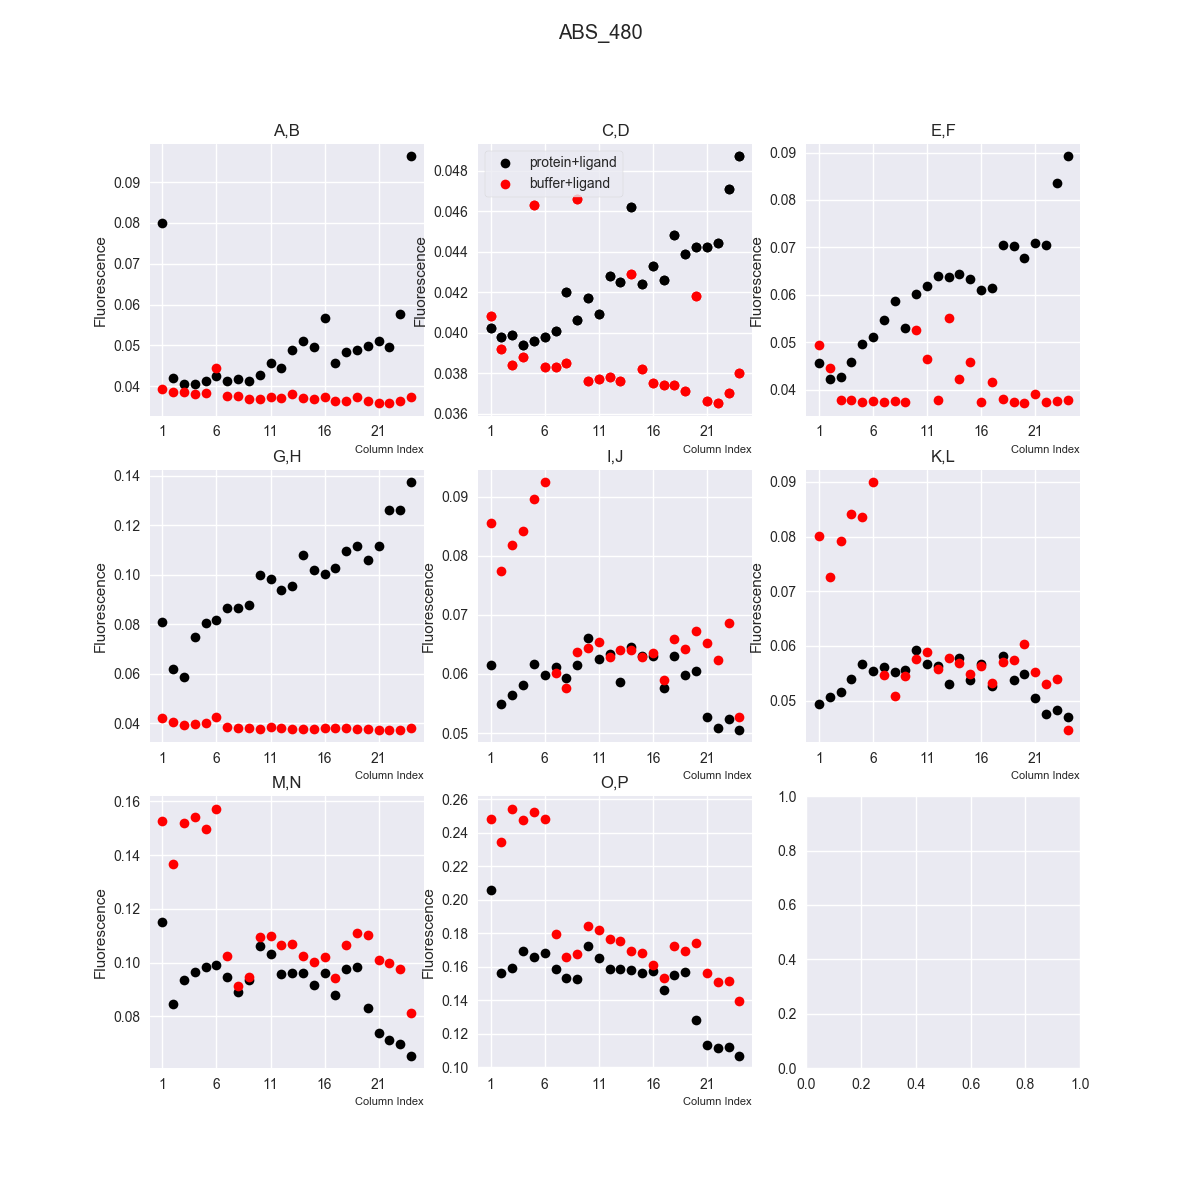 ABS_480
A,B
Fluorescence
0.09
0.08
0.07
0.06
0.05
0.04
1 6 11 16 21
Column Index
C,D
Fluorescence
protein+ligand
buffer+ligand
0.048
0.046
0.044
0.042
0.040
0.038
0.036
1 6 11 16 21
Column Index
E,F
Fluorescence
0.09
0.08
0.07
0.06
0.05
0.04
1 6 11 16 21
Column Index
G,H
Fluorescence
0.14
0.12
0.10
0.08
0.06
0.04
1 6 11 16 21
Column Index
I,J
Fluorescence
0.09
0.08
0.07
0.06
0.05
1 6 11 16 21
Column Index
K,L
Fluorescence
0.09
0.08
0.07
0.06
0.05
1 6 11 16 21
Column Index
M,N
Fluorescence
0.16
0.14
0.12
0.10
0.08
1 6 11 16 21
Column Index
O,P
Fluorescence
0.26
0.24
0.22
0.20
0.18
0.16
0.14
0.12
0.10
1 6 11 16 21
Column Index
1.0
0.8
0.6
0.4
0.2
0.0
0.0 0.2 0.4 0.6 0.8 1.0